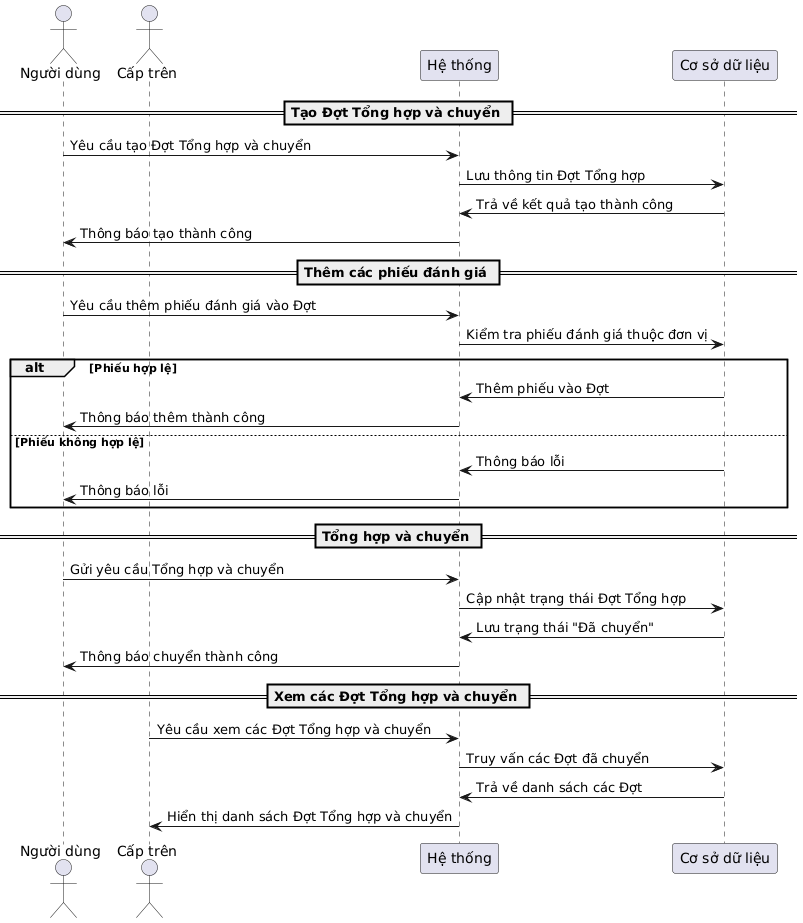 Người dùng
Cấp trên
Hệ thống
Cơ sở dữ liệu
Tạo Đợt Tổng hợp và chuyển
Yêu cầu tạo Đợt Tổng hợp và chuyển
Lưu thông tin Đợt Tổng hợp
Trả về kết quả tạo thành công
Thông báo tạo thành công
Thêm các phiếu đánh giá
Yêu cầu thêm phiếu đánh giá vào Đợt
Kiểm tra phiếu đánh giá thuộc đơn vị
alt
[Phiếu hợp lệ]
Thêm phiếu vào Đợt
Thông báo thêm thành công
[Phiếu không hợp lệ]
Thông báo lỗi
Thông báo lỗi
Tổng hợp và chuyển
Gửi yêu cầu Tổng hợp và chuyển
Cập nhật trạng thái Đợt Tổng hợp
Lưu trạng thái "Đã chuyển"
Thông báo chuyển thành công
Xem các Đợt Tổng hợp và chuyển
Yêu cầu xem các Đợt Tổng hợp và chuyển
Truy vấn các Đợt đã chuyển
Trả về danh sách các Đợt
Hiển thị danh sách Đợt Tổng hợp và chuyển
Người dùng
Cấp trên
Hệ thống
Cơ sở dữ liệu